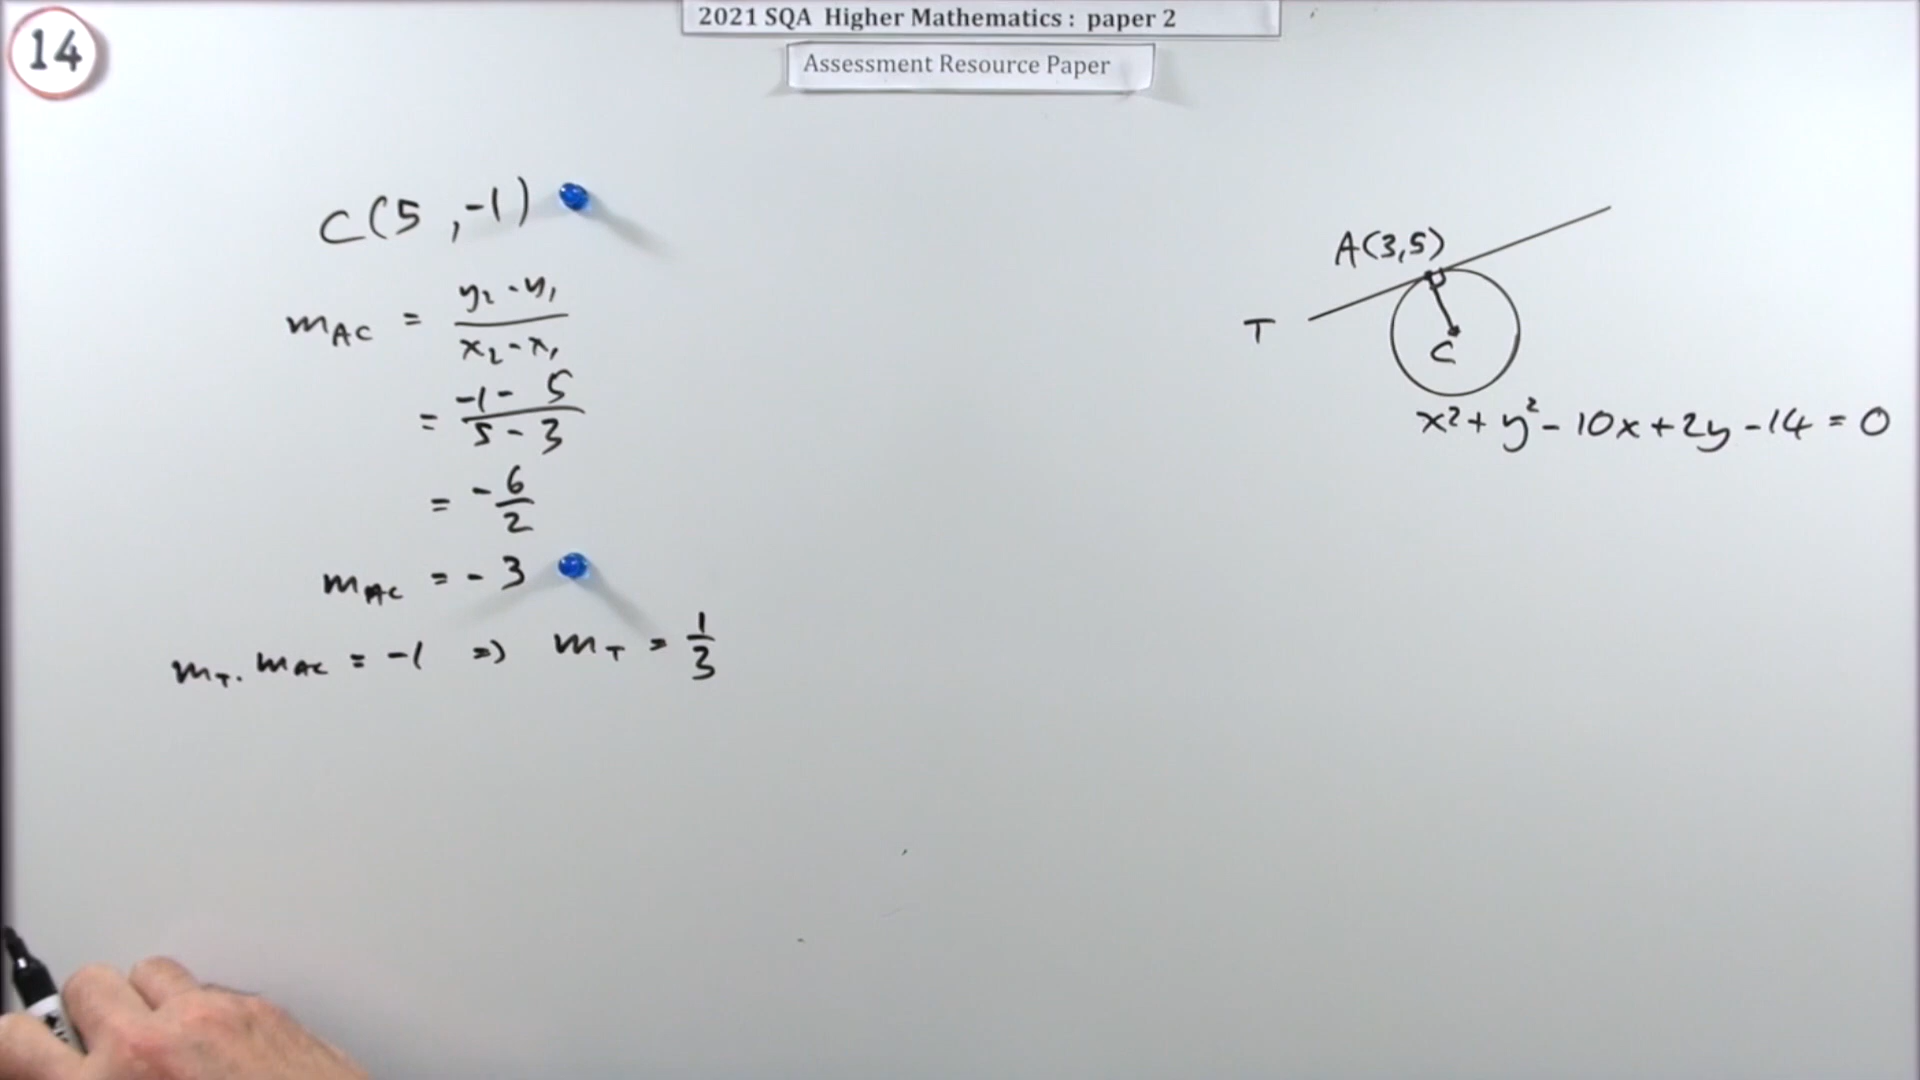 14
2021 SQA Higher Mathematics : paper 2
Assessment Resource Paper
C(5 ,-1)
m_AC = (y₂ - y₁)/(x₂ - x₁)
= (-1 - 5)/(5 - 3)
= -6/2
m_AC = -3
m_T . m_AC = -1 ⇒ m_T = 1/3
A(3,5)
T
C
x² + y² - 10x + 2y - 14 = 0